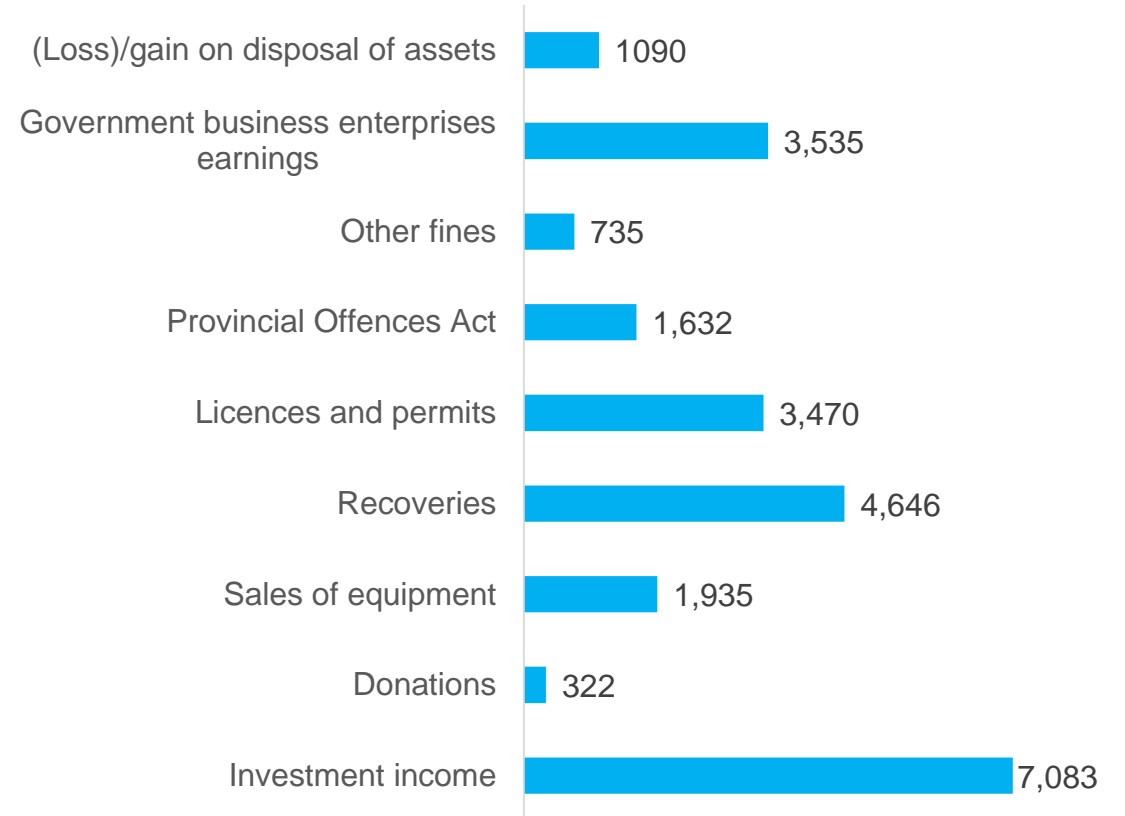 (Loss)/gain on disposal of assets 1090
Government business enterprises
earnings 3,535
Other fines 735
Provincial Offences Act 1,632
Licences and permits 3,470
Recoveries 4,646
Sales of equipment 1,935
Donations 322
Investment income 7,083